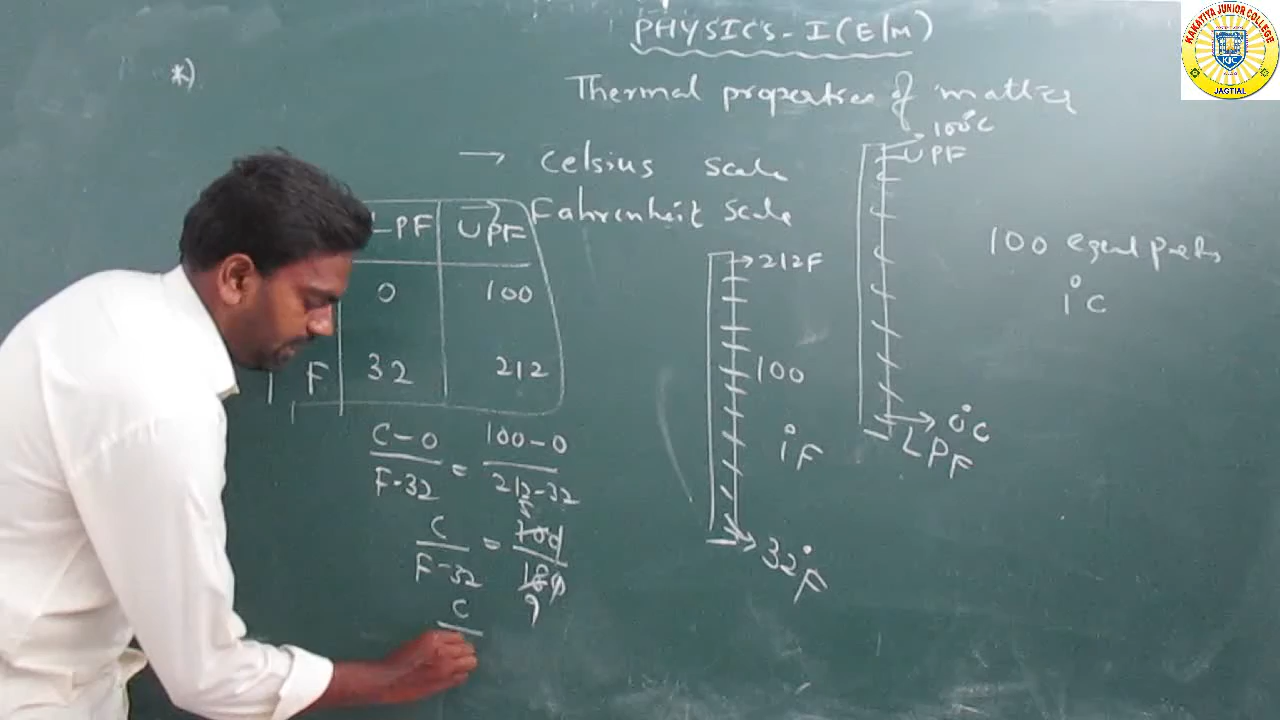 PHYSICS-I(E/M)
Thermal properties of matter
*)
→ Celsius scale
→ Fahrenheit scale
LPF UPF
0 100
F 32 212
C-0 / F-32 = 100-0 / 212-32
C / F-32 = 100 / 180
5
9
C
→212F
100
1°F
→32°F
→100°C
UPF
100 equal parts
1°C
→0°C
LPF
KAKATIYA JUNIOR COLLEGE
KJC
JAGTIAL